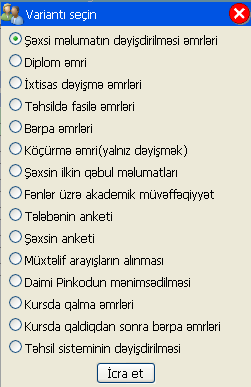 Variantı seçin
Şəxsi məlumatın dəyişdirilməsi əmrləri
Diplom əmri
İxtisas dəyişmə əmrləri
Təhsildə fasilə əmrləri
Bərpa əmrləri
Köçürmə əmri(yalnız dəyişmək)
Şəxsin ilkin qəbul məlumatları
Fənlər üzrə akademik müvəffəqiyyət
Tələbənin anketi
Şəxsin anketi
Müxtəlif arayışların alınması
Daimi Pinkodun mənimsədilməsi
Kursda qalma əmrləri
Kursda qaldiqdan sonra bərpa əmrləri
Təhsil sisteminin dəyişdirilməsi
İcra et